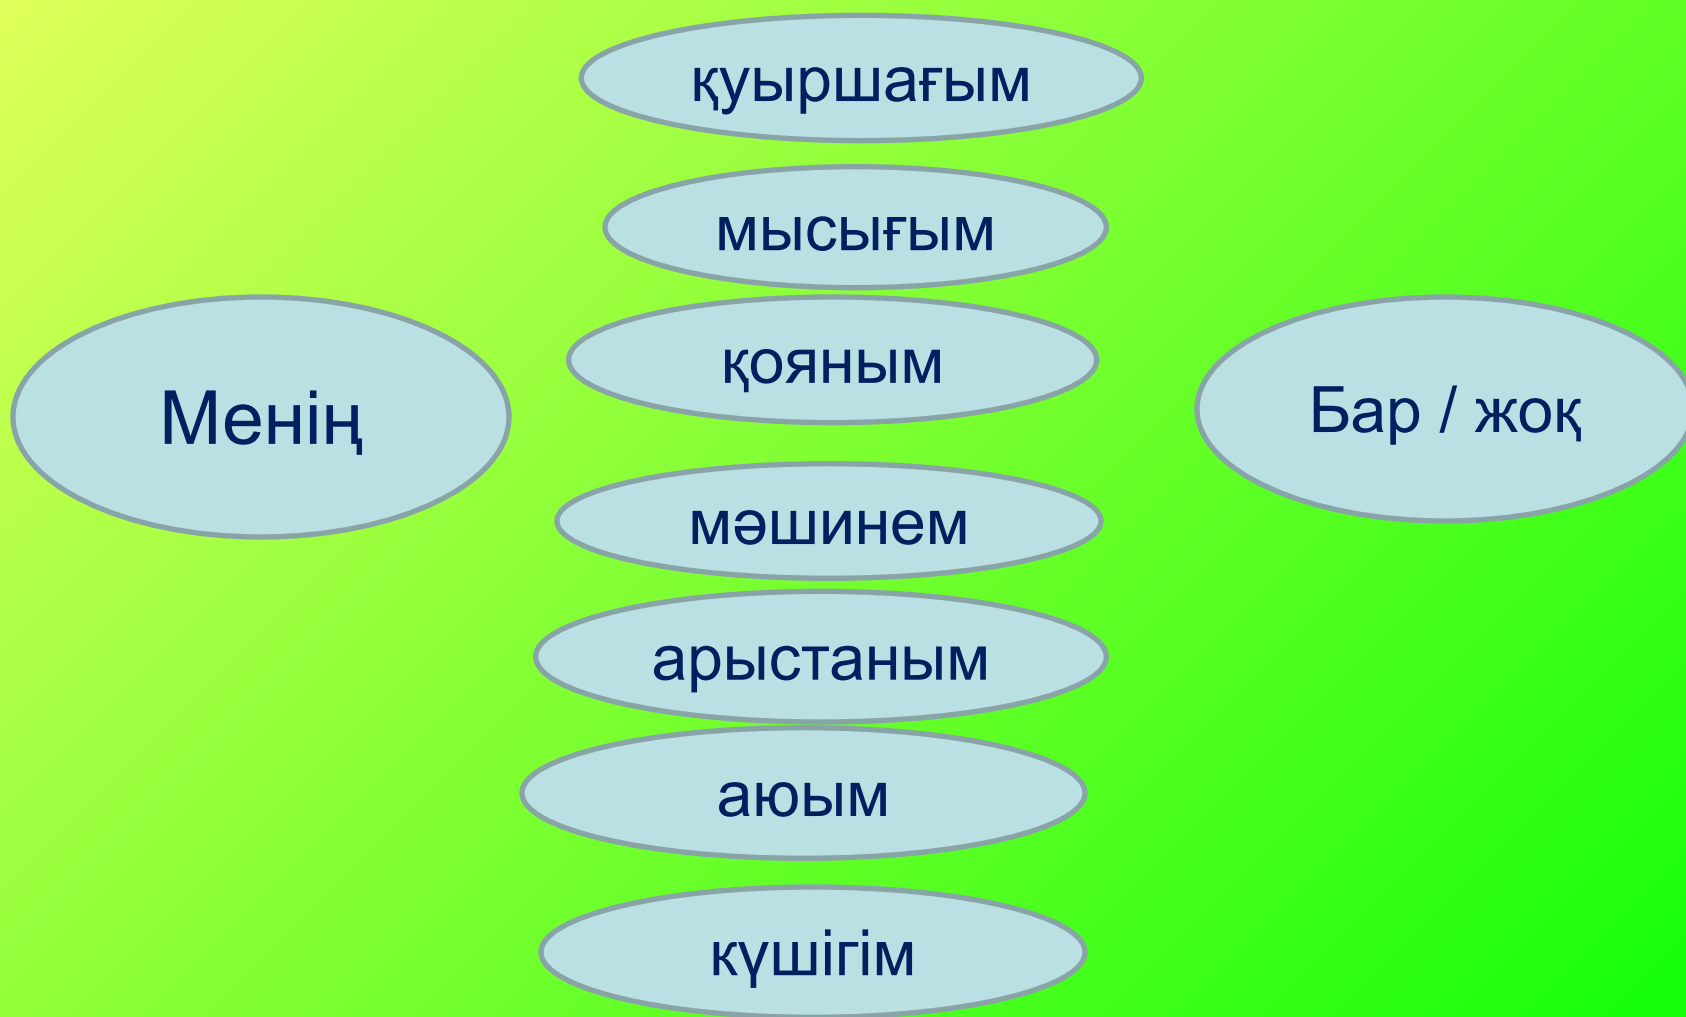 қуыршағым
мысығым
қояным
Менің
Бар / жоқ
мәшинем
арыстаным
аюым
күшігім